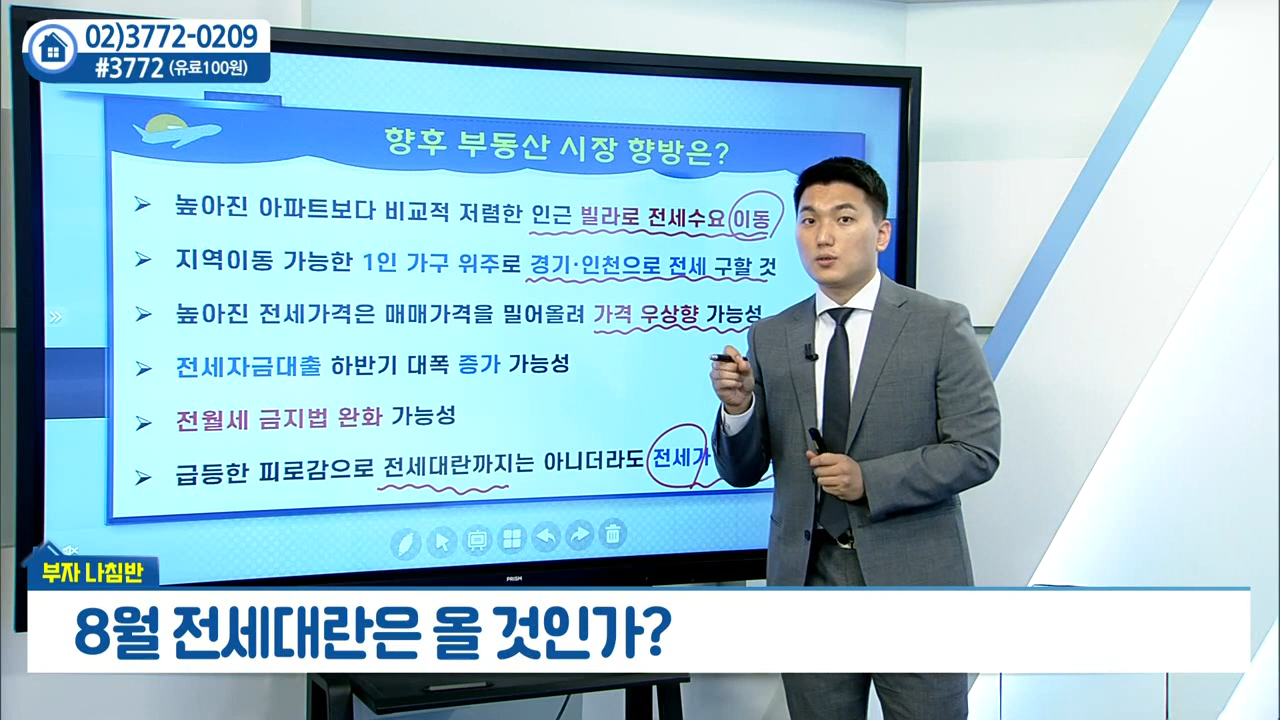 02)3772-0209
#3772 (유료100원)
향후 부동산 시장 향방은?
높아진 아파트보다 비교적 저렴한 인근 빌라로 전세수요 이동
지역이동 가능한 1인 가구 위주로 경기·인천으로 전세 구할 것
높아진 전세가격은 매매가격을 밀어올려 가격 우상향 가능성
전세자금대출 하반기 대폭 증가 가능성
전월세 금지법 완화 가능성
급등한 피로감으로 전세대란까지는 아니더라도 전세가
PRISM
부자 나침반
8월 전세대란은 올 것인가?